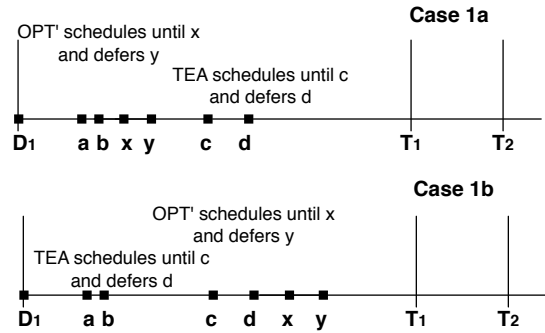 Case 1a
OPT' schedules until x
and defers y
TEA schedules until c
and defers d
D1 a b x y c d T1 T2
Case 1b
OPT' schedules until x
and defers y
TEA schedules until c
and defers d
D1 a b c d x y T1 T2